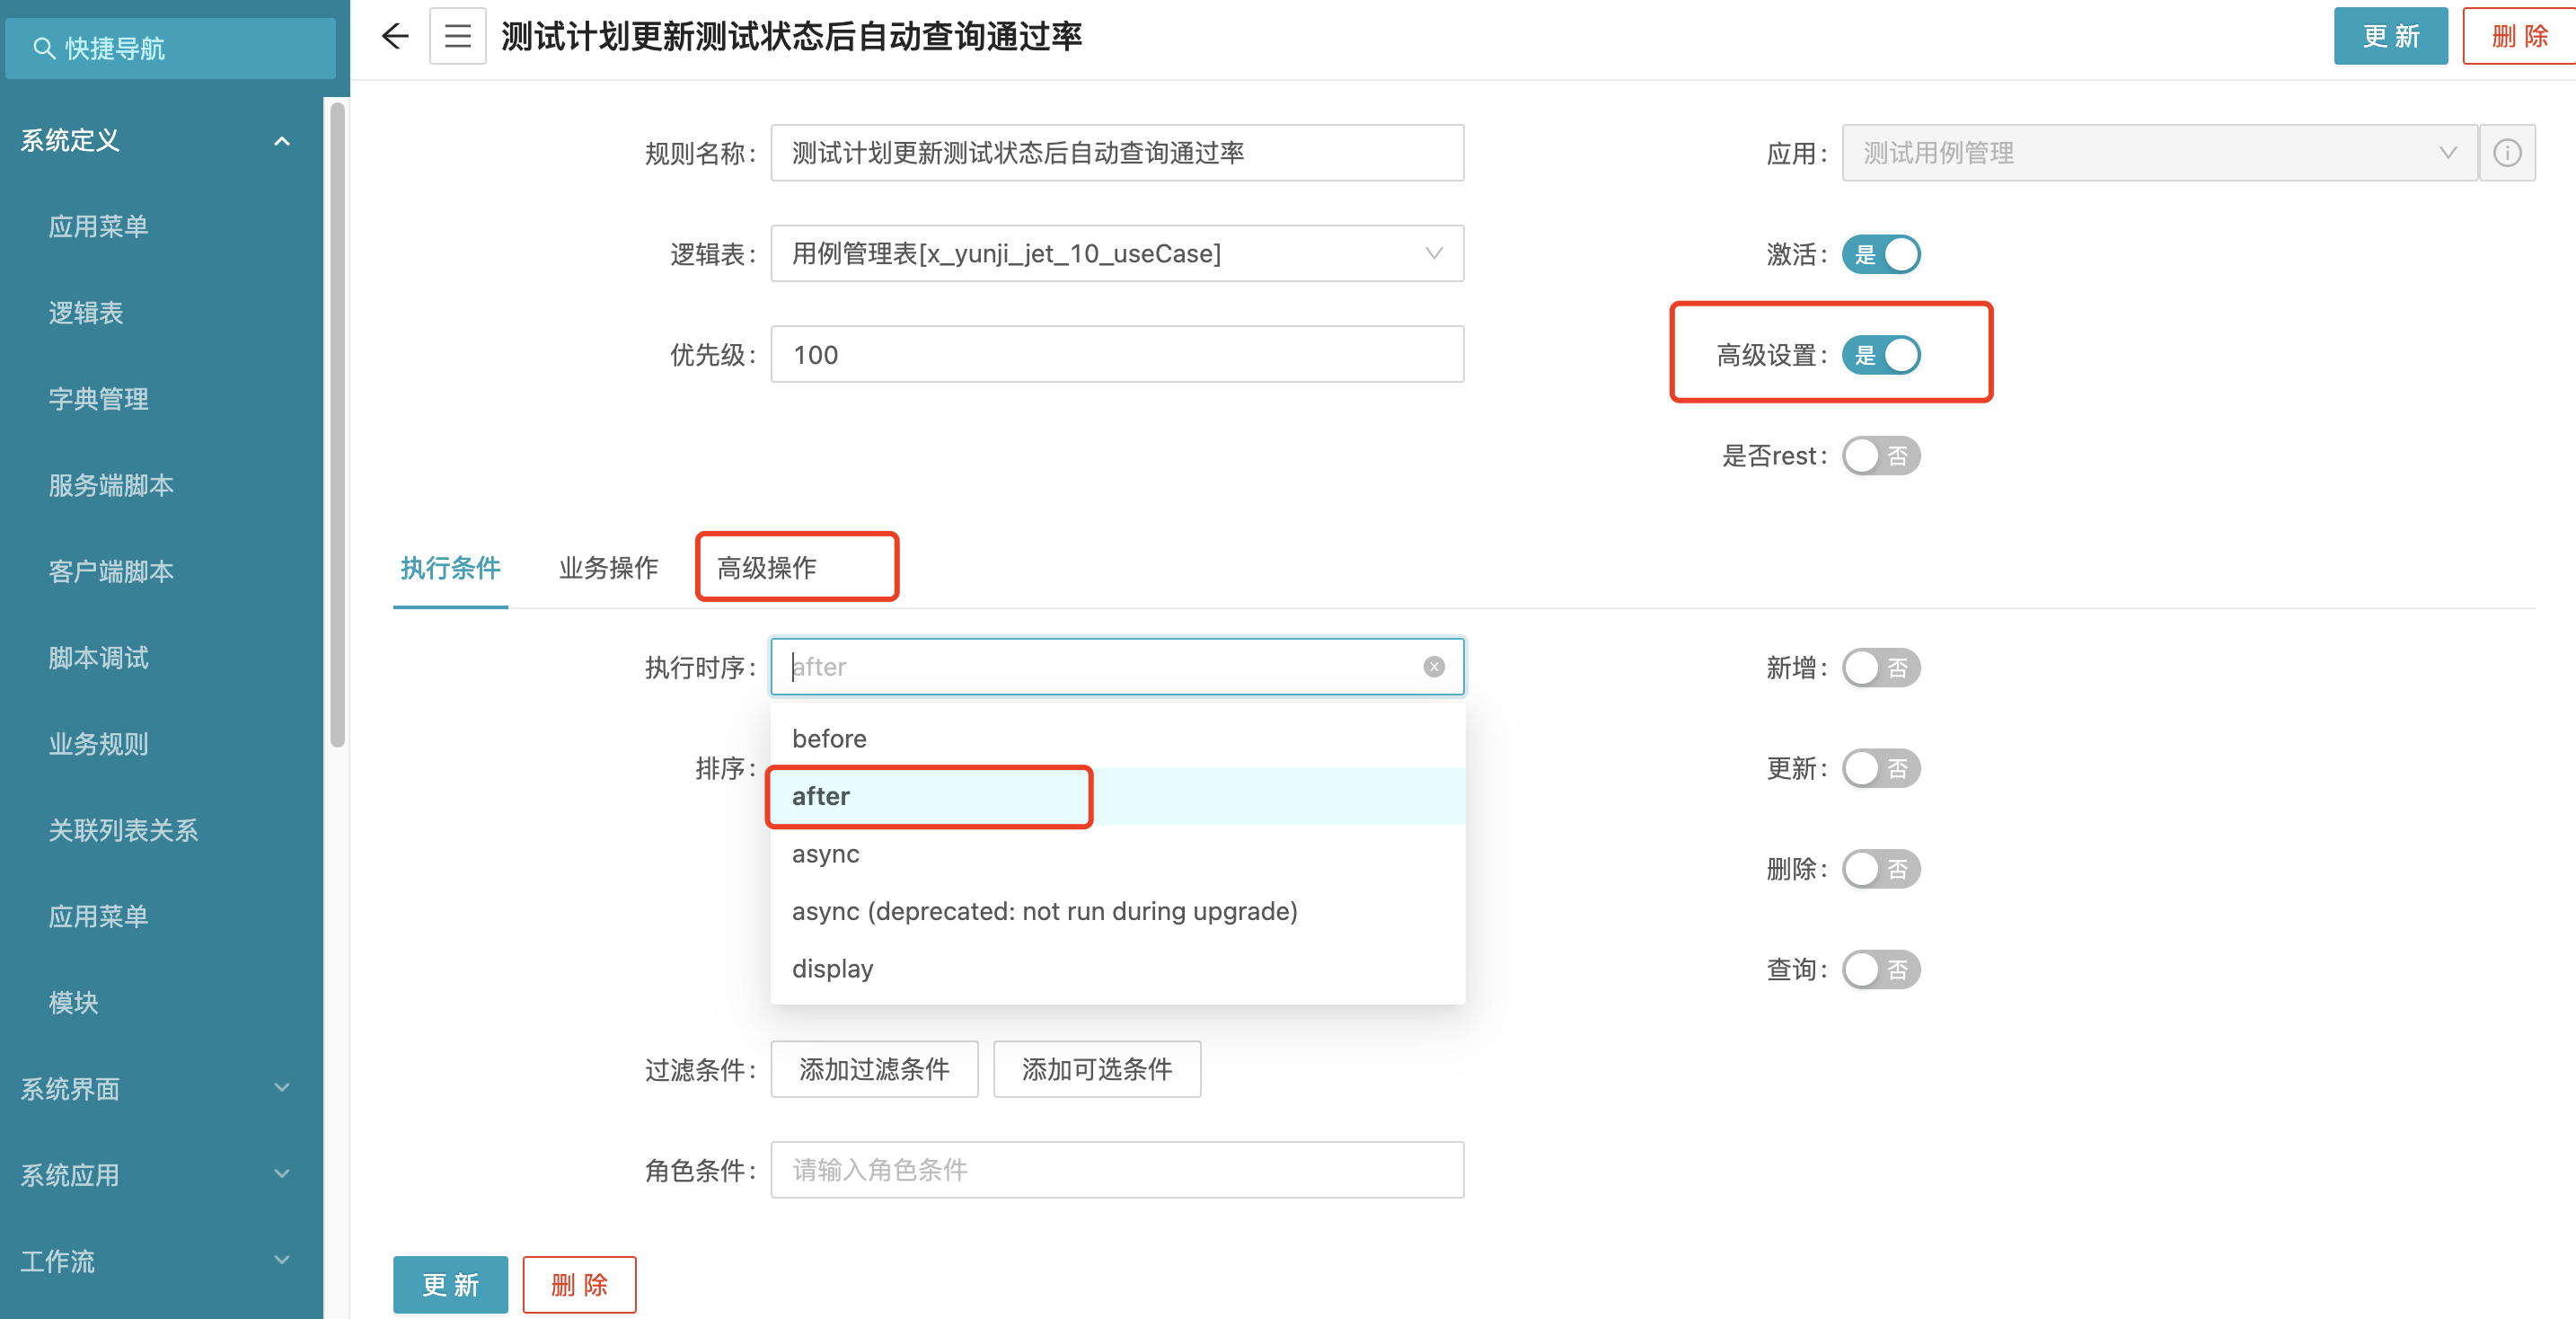 快捷导航
系统定义
应用菜单
逻辑表
字典管理
服务端脚本
客户端脚本
脚本调试
业务规则
关联列表关系
应用菜单
模块
系统界面
系统应用
工作流
测试计划更新测试状态后自动查询通过率
更 新
删 除
规则名称: 测试计划更新测试状态后自动查询通过率
应用: 测试用例管理
逻辑表: 用例管理表[x_yunji_jet_10_useCase]
激活: 是
优先级: 100
高级设置: 是
是否rest: 否
执行条件
业务操作
高级操作
执行时序: after
新增: 否
before
排序:
更新: 否
after
async
删除: 否
async (deprecated: not run during upgrade)
display
查询: 否
过滤条件: 添加过滤条件 添加可选条件
角色条件: 请输入角色条件
更 新
删 除